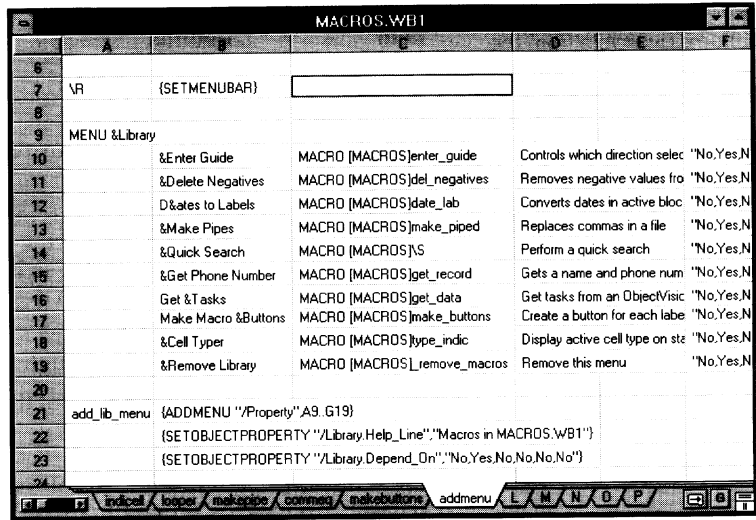 MACROS.WB1
A B C D E F
6
7 \R {SETMENUBAR}
8
9 MENU &Library
10 &Enter Guide MACRO [MACROS]enter_guide Controls which direction selec "No,Yes,N
11 &Delete Negatives MACRO [MACROS]del_negatives Removes negative values fro "No,Yes,N
12 D&ates to Labels MACRO [MACROS]date_lab Converts dates in active bloc "No,Yes,N
13 &Make Pipes MACRO [MACROS]make_piped Replaces commas in a file "No,Yes,N
14 &Quick Search MACRO [MACROS]\S Perform a quick search "No,Yes,N
15 &Get Phone Number MACRO [MACROS]get_record Gets a name and phone num "No,Yes,N
16 Get &Tasks MACRO [MACROS]get_data Get tasks from an ObjectVisic "No,Yes,N
17 Make Macro &Buttons MACRO [MACROS]make_buttons Create a button for each labe "No,Yes,N
18 &Cell Typer MACRO [MACROS]type_indic Display active cell type on sta "No,Yes,N
19 &Remove Library MACRO [MACROS]_remove_macros Remove this menu "No,Yes,N
20
21 add_lib_menu {ADDMENU "/Property",A9..G19}
22 {SETOBJECTPROPERTY "/Library.Help_Line","Macros in MACROS.WB1"}
23 {SETOBJECTPROPERTY "/Library.Depend_On","No,Yes,No,No,No,No"}
24
indicell looper makepipe commaq makebuttons addmenu L M N O P G